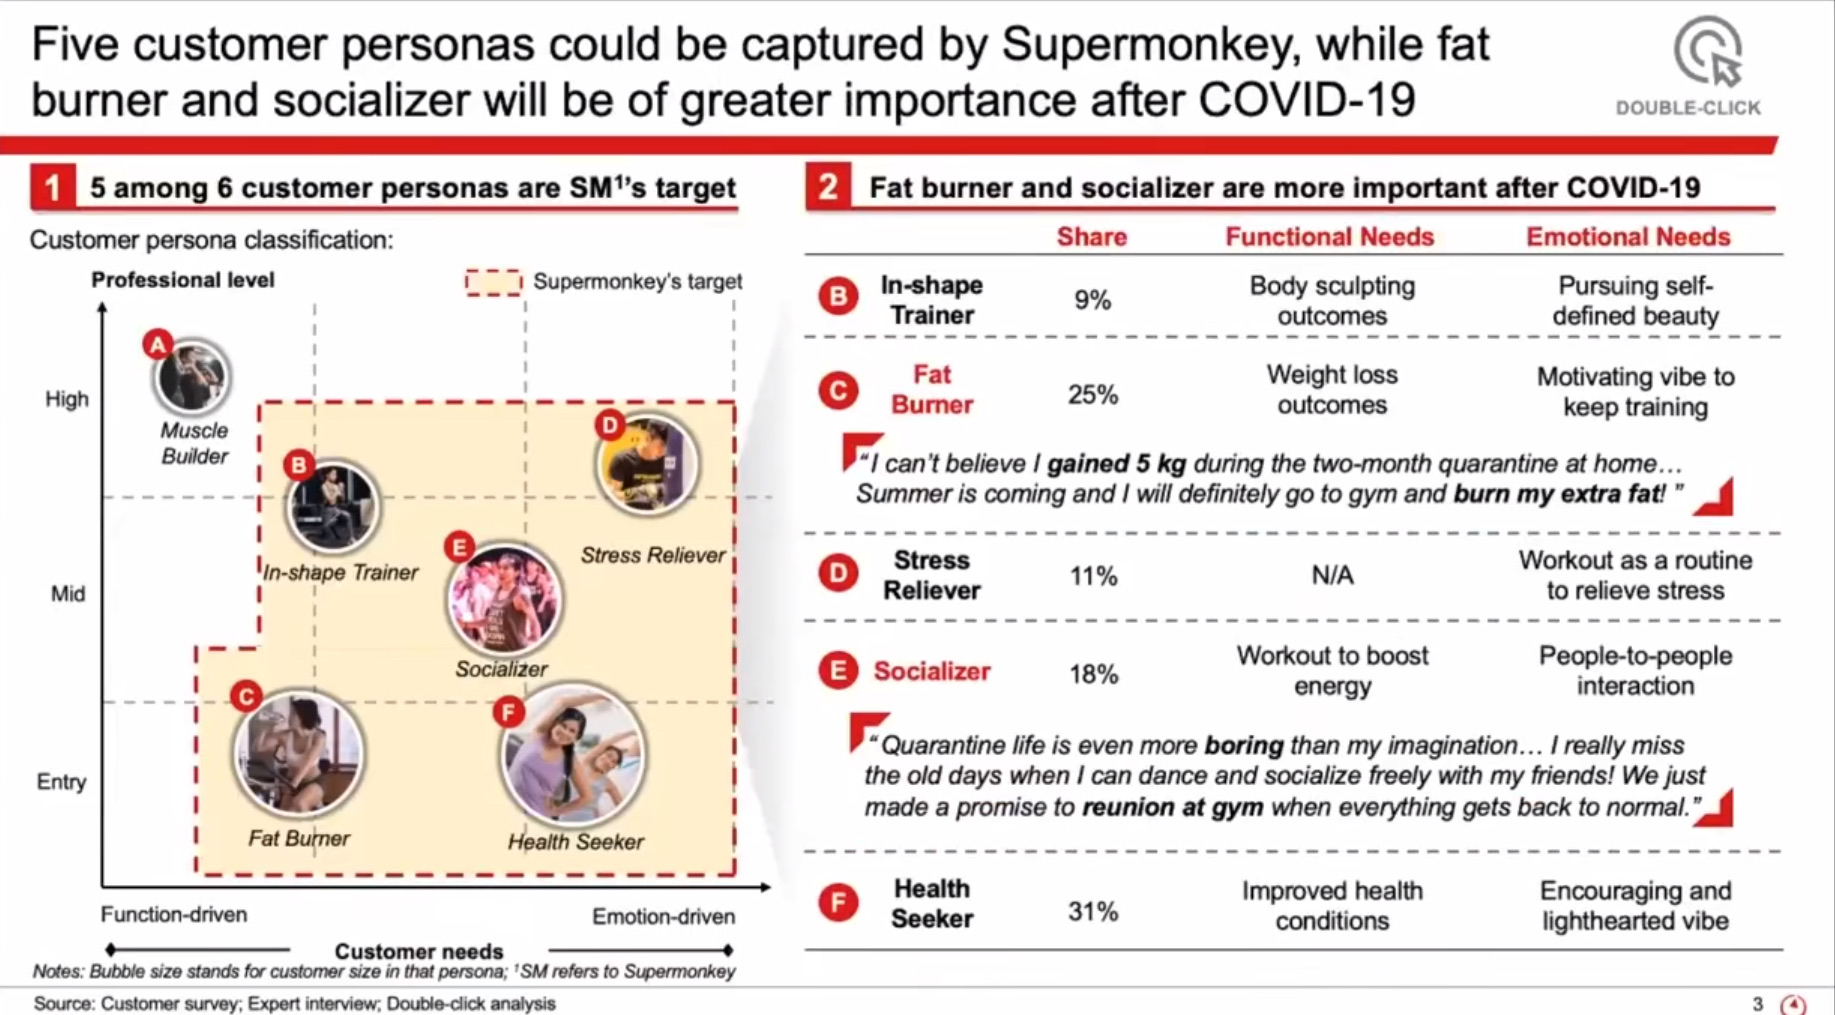 Five customer personas could be captured by Supermonkey, while fat
burner and socializer will be of greater importance after COVID-19
DOUBLE-CLICK
1 5 among 6 customer personas are SM¹'s target
Customer persona classification:
Professional level
Supermonkey's target
High
Mid
Entry
A
Muscle
Builder
B
In-shape Trainer
D
Stress Reliever
E
Socializer
C
Fat Burner
F
Health Seeker
Function-driven
Emotion-driven
Customer needs
Notes: Bubble size stands for customer size in that persona; ¹SM refers to Supermonkey
2 Fat burner and socializer are more important after COVID-19
Share Functional Needs Emotional Needs
B
In-shape
Trainer
9%
Body sculpting
outcomes
Pursuing self-
defined beauty
C
Fat
Burner
25%
Weight loss
outcomes
Motivating vibe to
keep training
"I can't believe I gained 5 kg during the two-month quarantine at home…
Summer is coming and I will definitely go to gym and burn my extra fat! "
D
Stress
Reliever
11%
N/A
Workout as a routine
to relieve stress
E
Socializer
18%
Workout to boost
energy
People-to-people
interaction
" Quarantine life is even more boring than my imagination… I really miss
the old days when I can dance and socialize freely with my friends! We just
made a promise to reunion at gym when everything gets back to normal."
F
Health
Seeker
31%
Improved health
conditions
Encouraging and
lighthearted vibe
Source: Customer survey; Expert interview; Double-click analysis
3